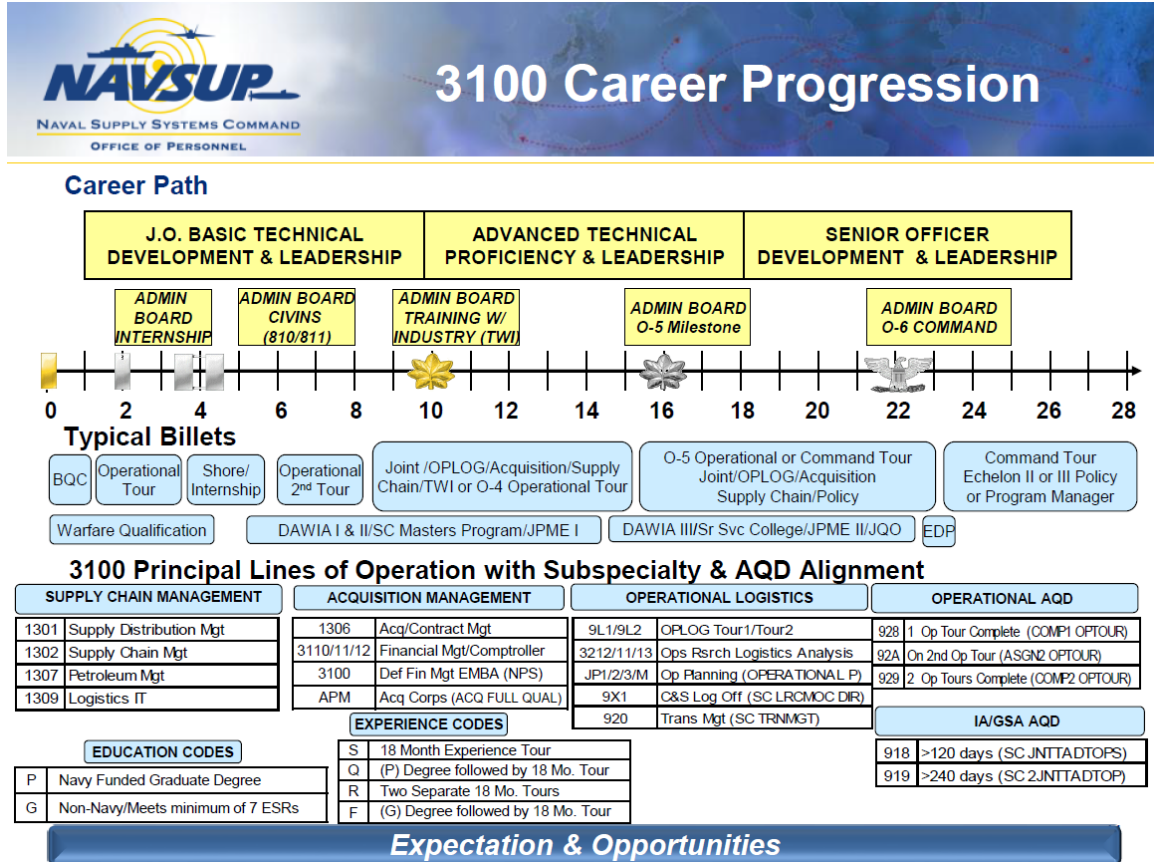 NAVSUP
NAVAL SUPPLY SYSTEMS COMMAND
OFFICE OF PERSONNEL
3100 Career Progression
Career Path
J.O. BASIC TECHNICAL
DEVELOPMENT & LEADERSHIP
ADVANCED TECHNICAL
PROFICIENCY & LEADERSHIP
SENIOR OFFICER
DEVELOPMENT & LEADERSHIP
ADMIN
BOARD
INTERNSHIP
ADMIN BOARD
CIVINS
(810/811)
ADMIN BOARD
TRAINING W/
INDUSTRY (TWI)
ADMIN BOARD
O-5 Milestone
ADMIN BOARD
O-6 COMMAND
0 2 4 6 8 10 12 14 16 18 20 22 24 26 28
Typical Billets
BQC
Operational
Tour
Shore/
Internship
Operational
2nd Tour
Joint /OPLOG/Acquisition/Supply
Chain/TWI or O-4 Operational Tour
O-5 Operational or Command Tour
Joint/OPLOG/Acquisition
Supply Chain/Policy
Command Tour
Echelon II or III Policy
or Program Manager
Warfare Qualification
DAWIA I & II/SC Masters Program/JPME I
DAWIA III/Sr Svc College/JPME II/JQO
EDP
3100 Principal Lines of Operation with Subspecialty & AQD Alignment
SUPPLY CHAIN MANAGEMENT
1301 Supply Distribution Mgt
1302 Supply Chain Mgt
1307 Petroleum Mgt
1309 Logistics IT
ACQUISITION MANAGEMENT
1306 Acq/Contract Mgt
3110/11/12 Financial Mgt/Comptroller
3100 Def Fin Mgt EMBA (NPS)
APM Acq Corps (ACQ FULL QUAL)
OPERATIONAL LOGISTICS
9L1/9L2 OPLOG Tour1/Tour2
3212/11/13 Ops Rsrch Logistics Analysis
JP1/2/3/M Op Planning (OPERATIONAL P)
9X1 C&S Log Off (SC LRCMOC DIR)
920 Trans Mgt (SC TRNMGT)
OPERATIONAL AQD
928 1 Op Tour Complete (COMP1 OPTOUR)
92A On 2nd Op Tour (ASGN2 OPTOUR)
929 2 Op Tours Complete (COMP2 OPTOUR)
IA/GSA AQD
918 >120 days (SC JNTTADTOPS)
919 >240 days (SC 2JNTTADTOP)
EDUCATION CODES
P Navy Funded Graduate Degree
G Non-Navy/Meets minimum of 7 ESRs
EXPERIENCE CODES
S 18 Month Experience Tour
Q (P) Degree followed by 18 Mo. Tour
R Two Separate 18 Mo. Tours
F (G) Degree followed by 18 Mo. Tour
Expectation & Opportunities